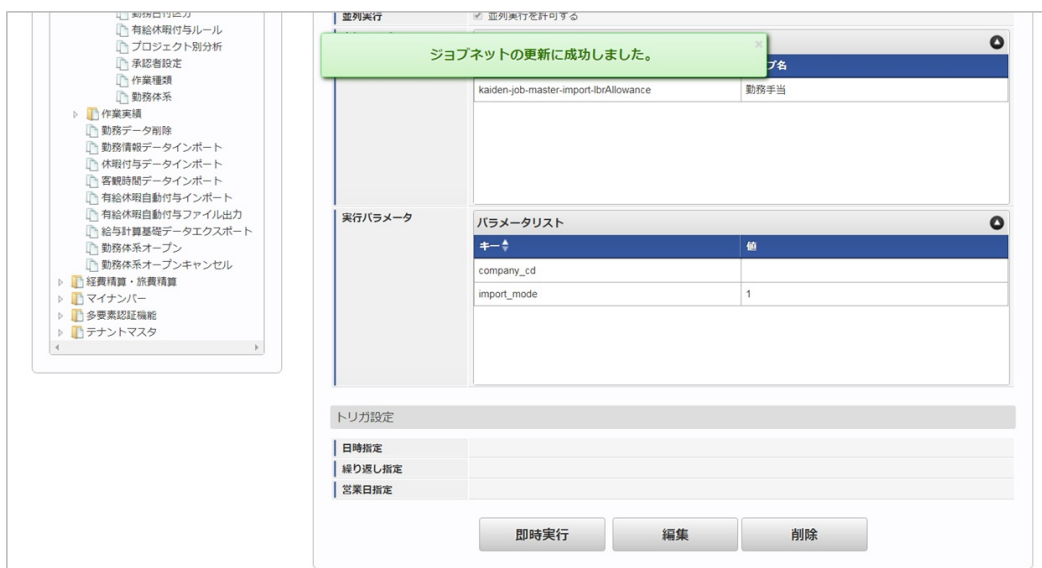 勤務日付区分
有給休暇付与ルール
プロジェクト別分析
承認者設定
作業種類
勤務体系
作業実績
勤務データ削除
勤務情報データインポート
休暇付与データインポート
客観時間データインポート
有給休暇自動付与インポート
有給休暇自動付与ファイル出力
給与計算基礎データエクスポート
勤務体系オープン
勤務体系オープンキャンセル
経費精算・旅費精算
マイナンバー
多要素認証機能
テナントマスタ
並列実行
並列実行を許可する
ジョブネットの更新に成功しました。
×
ブ名
kaiden-job-master-import-lbrAllowance 勤務手当
実行パラメータ
パラメータリスト
キー 値
company_cd
import_mode 1
トリガ設定
日時指定
繰り返し指定
営業日指定
即時実行 編集 削除